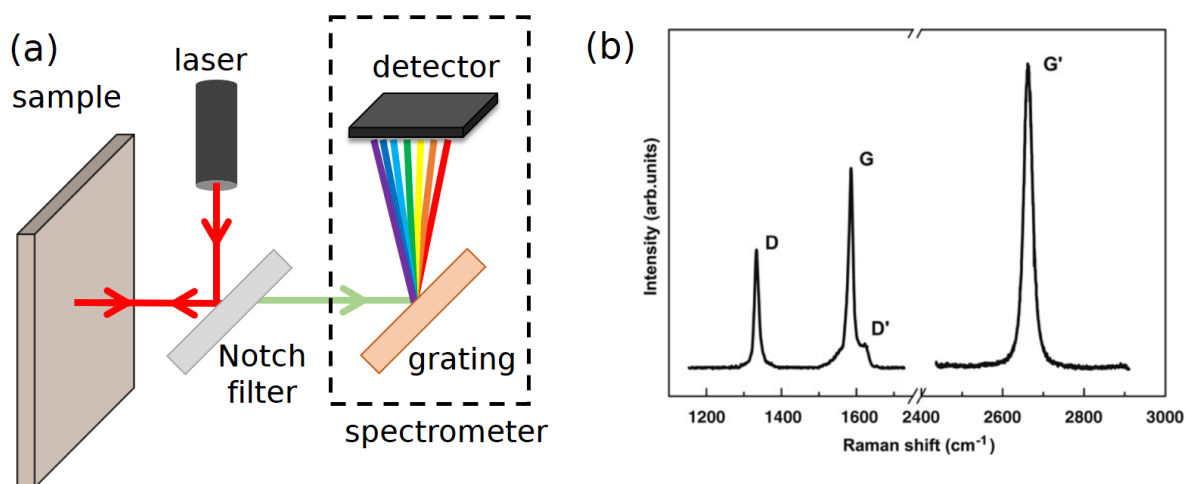 (a)
sample
laser
detector
Notch
filter
grating
spectrometer
(b)
Intensity (arb.units)
D
G
D'
G'
1200 1400 1600 2400 2600 2800 3000
Raman shift (cm-1)